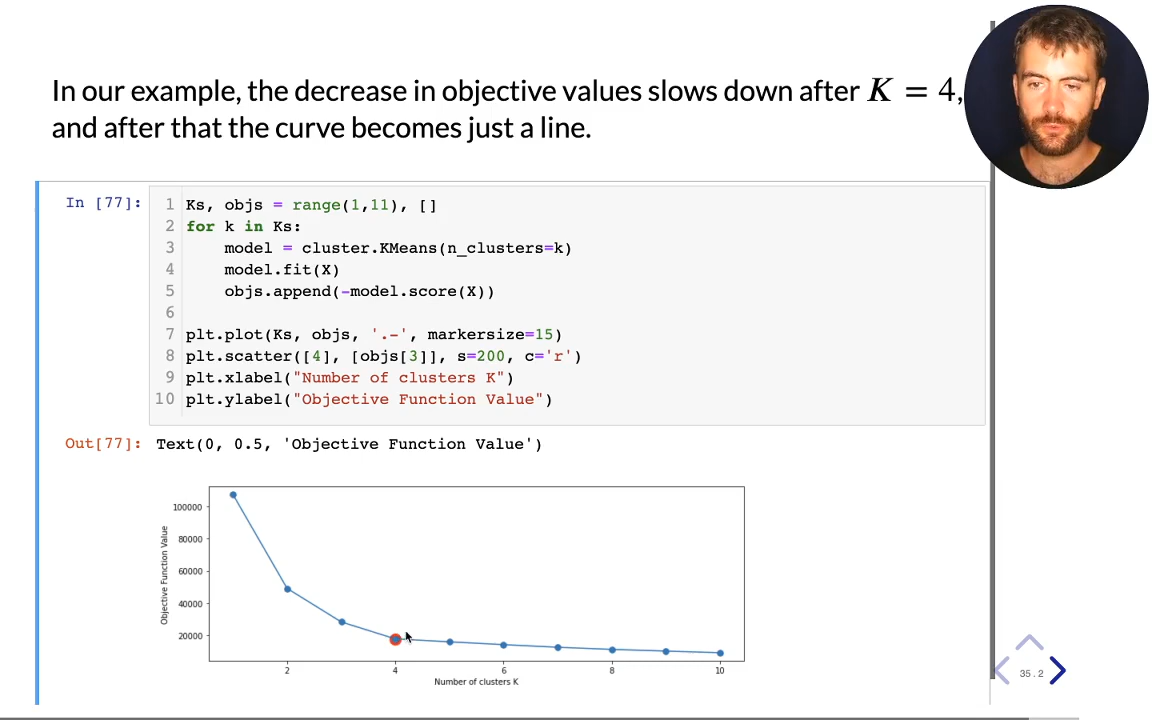 In our example, the decrease in objective values slows down after K = 4,
and after that the curve becomes just a line.
In [77]:
1 Ks, objs = range(1,11), []
2 for k in Ks:
3     model = cluster.KMeans(n_clusters=k)
4     model.fit(X)
5     objs.append(-model.score(X))
6
7 plt.plot(Ks, objs, '.-', markersize=15)
8 plt.scatter([4], [objs[3]], s=200, c='r')
9 plt.xlabel("Number of clusters K")
10 plt.ylabel("Objective Function Value")
Out[77]: Text(0, 0.5, 'Objective Function Value')
Objective Function Value
100000
80000
60000
40000
20000
2 4 6 8 10
Number of clusters K
35.2